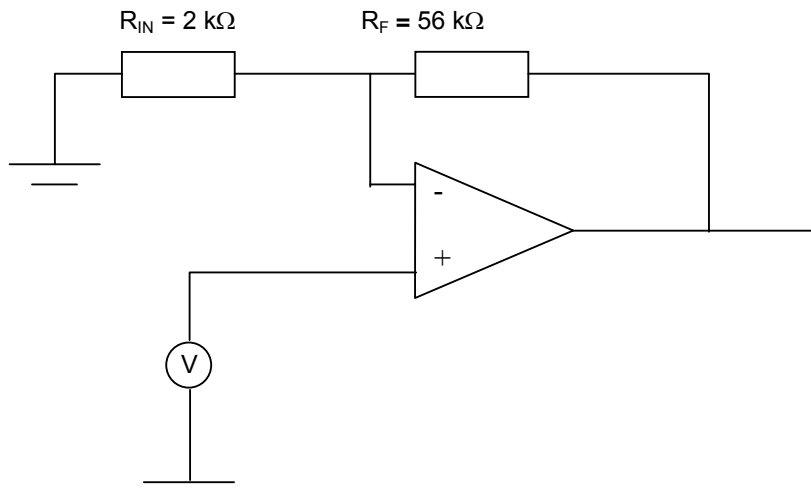 R_IN = 2 kΩ
R_F = 56 kΩ
-
+
V